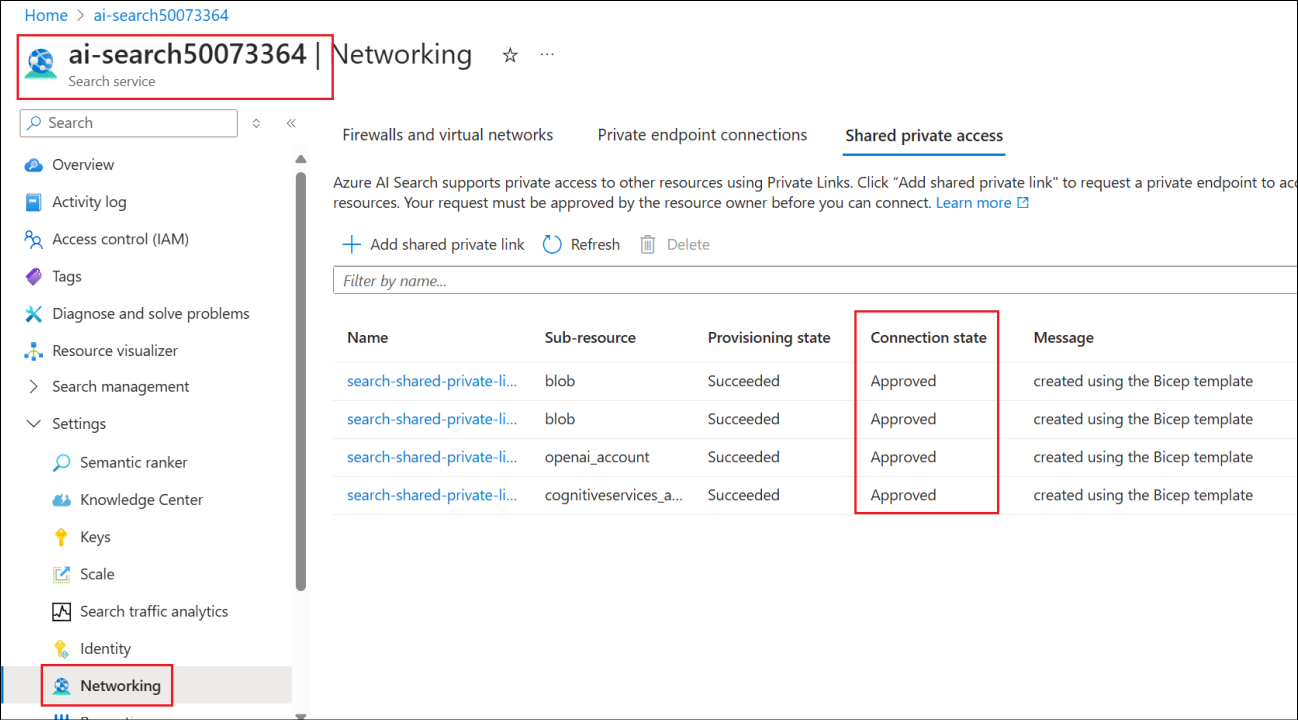 Home > ai-search50073364
ai-search50073364 | Networking
Search service
Search
Overview
Activity log
Access control (IAM)
Tags
Diagnose and solve problems
Resource visualizer
Search management
Settings
Semantic ranker
Knowledge Center
Keys
Scale
Search traffic analytics
Identity
Networking
Firewalls and virtual networks Private endpoint connections Shared private access
Azure AI Search supports private access to other resources using Private Links. Click “Add shared private link" to request a private endpoint to
resources. Your request must be approved by the resource owner before you can connect. Learn more
Add shared private link Refresh Delete
Filter by name...
Name Sub-resource Provisioning state Connection state Message
search-shared-private-li... blob Succeeded Approved created using the Bicep template
search-shared-private-li... blob Succeeded Approved created using the Bicep template
search-shared-private-li... openai_account Succeeded Approved created using the Bicep template
search-shared-private-li... cognitiveservices_a... Succeeded Approved created using the Bicep template